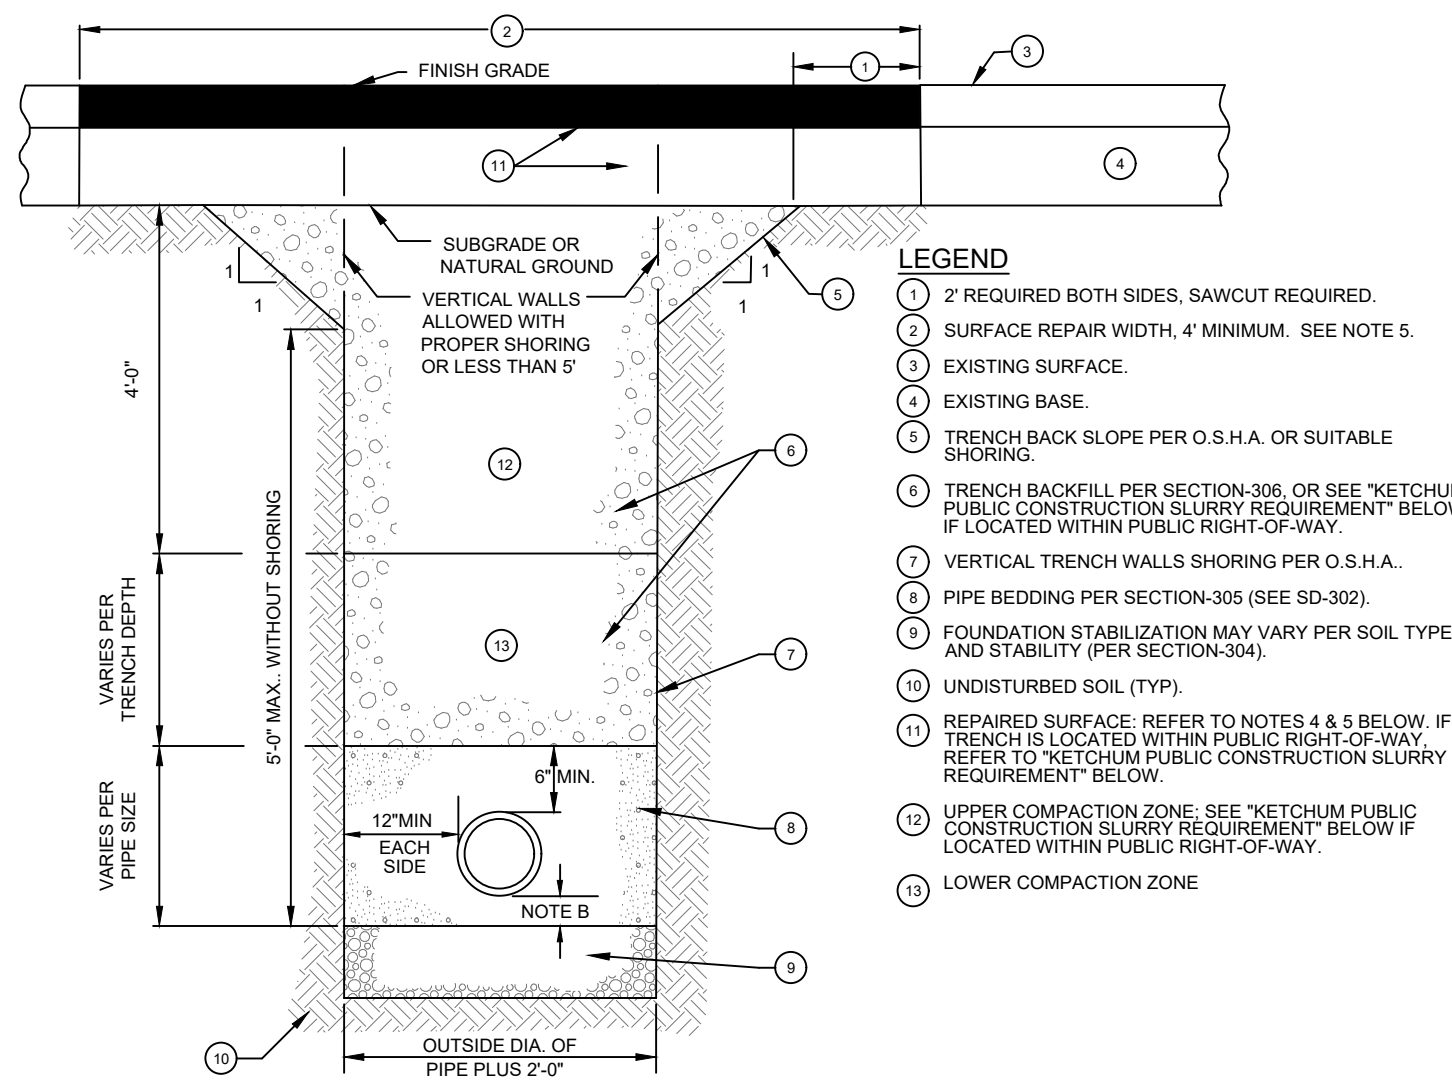 2
FINISH GRADE
1
3
11
4
SUBGRADE OR
NATURAL GROUND
1
1
1
1
5
VERTICAL WALLS
ALLOWED WITH
PROPER SHORING
OR LESS THAN 5'
4'-0"
12
6
5'-0" MAX.. WITHOUT SHORING
VARIES PER
TRENCH DEPTH
13
7
6" MIN.
12"MIN
EACH
SIDE
8
VARIES PER
PIPE SIZE
NOTE B
9
10
OUTSIDE DIA. OF
PIPE PLUS 2'-0"
LEGEND
1 2' REQUIRED BOTH SIDES, SAWCUT REQUIRED.
2 SURFACE REPAIR WIDTH, 4' MINIMUM. SEE NOTE 5.
3 EXISTING SURFACE.
4 EXISTING BASE.
5 TRENCH BACK SLOPE PER O.S.H.A. OR SUITABLE
SHORING.
6 TRENCH BACKFILL PER SECTION-306, OR SEE "KETCHU
PUBLIC CONSTRUCTION SLURRY REQUIREMENT" BELO
IF LOCATED WITHIN PUBLIC RIGHT-OF-WAY.
7 VERTICAL TRENCH WALLS SHORING PER O.S.H.A..
8 PIPE BEDDING PER SECTION-305 (SEE SD-302).
9 FOUNDATION STABILIZATION MAY VARY PER SOIL TYPE
AND STABILITY (PER SECTION-304).
10 UNDISTURBED SOIL (TYP).
11 REPAIRED SURFACE: REFER TO NOTES 4 & 5 BELOW. IF
TRENCH IS LOCATED WITHIN PUBLIC RIGHT-OF-WAY,
REFER TO "KETCHUM PUBLIC CONSTRUCTION SLURRY
REQUIREMENT" BELOW.
12 UPPER COMPACTION ZONE; SEE "KETCHUM PUBLIC
CONSTRUCTION SLURRY REQUIREMENT" BELOW IF
LOCATED WITHIN PUBLIC RIGHT-OF-WAY.
13 LOWER COMPACTION ZONE